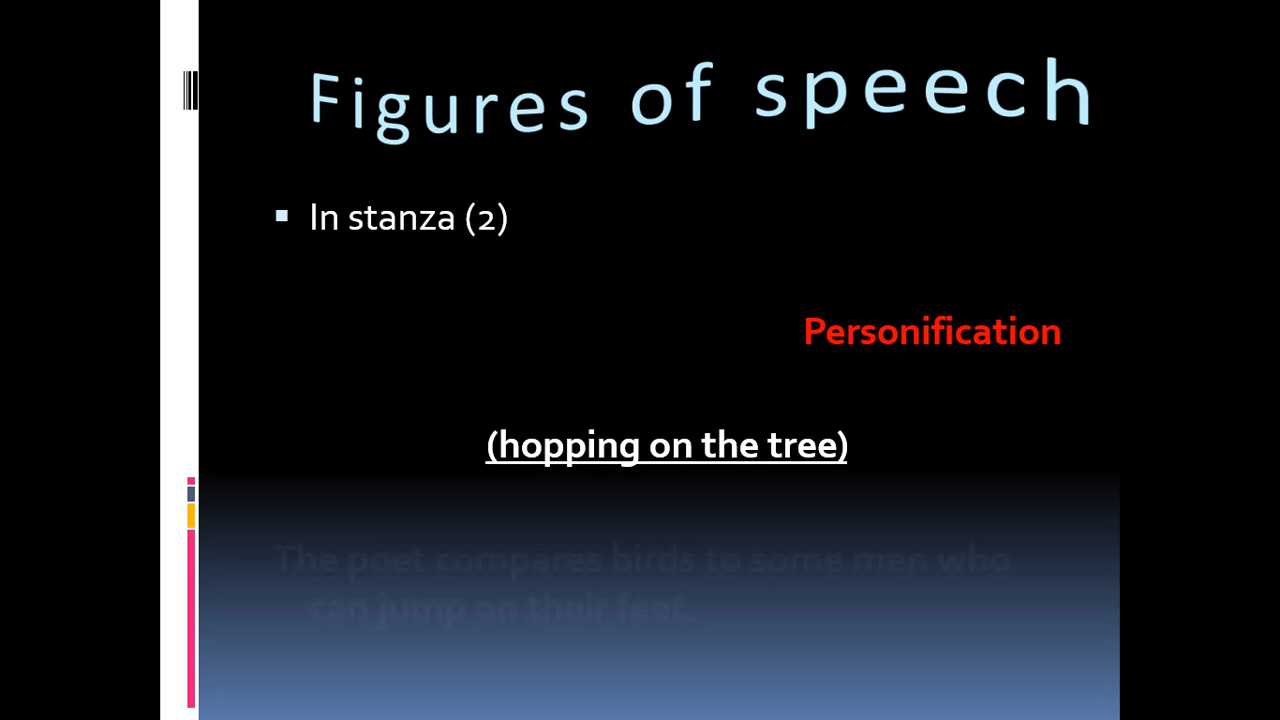 Figures of speech
In stanza (2)
Personification
(hopping on the tree)
The poet compares birds to some men who
can jump on their feet.